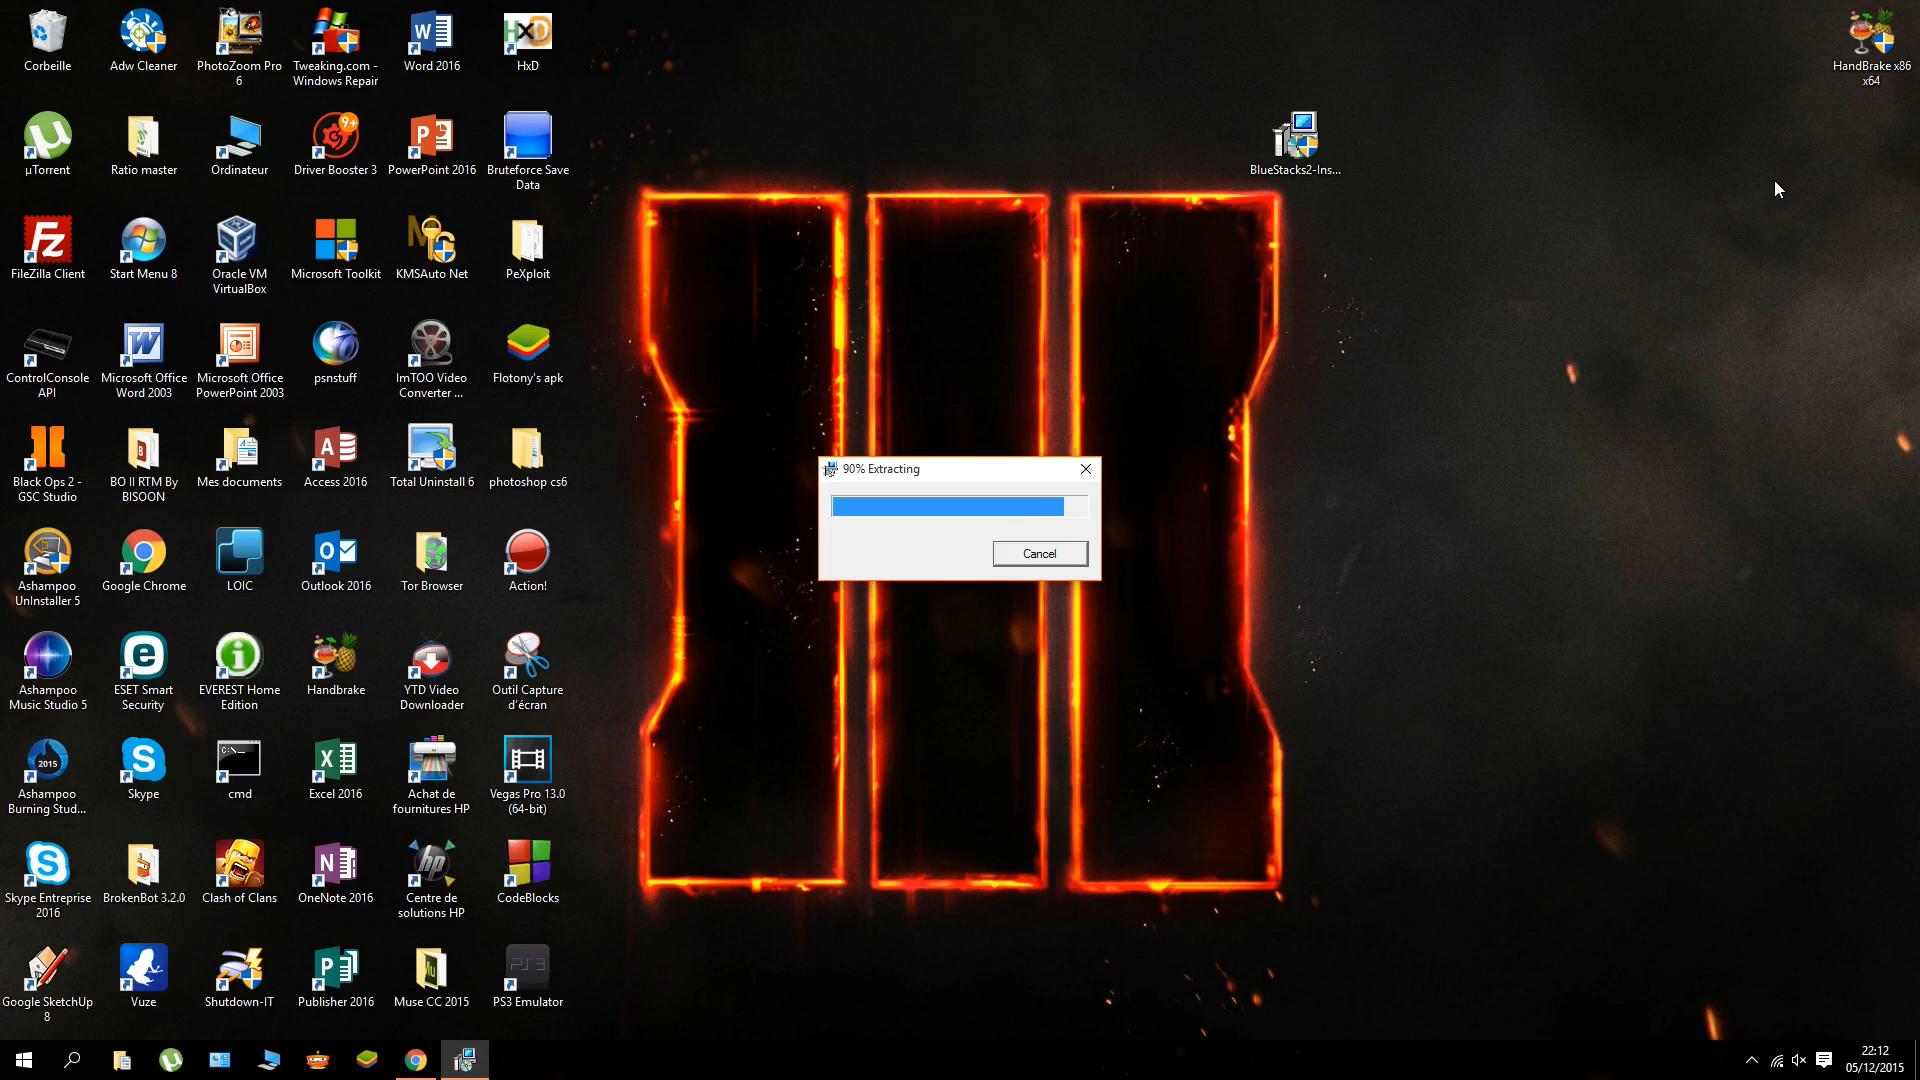 Corbeille
Adw Cleaner
PhotoZoom Pro
6
Tweaking.com -
Windows Repair
Word 2016
HxD
HxD
HandBrake x86
x64
µTorrent
Ratio master
Ordinateur
9+
Driver Booster 3
PowerPoint 2016
Bruteforce Save
Data
BlueStacks2-Ins...
Fz
FileZilla Client
Start Menu 8
Oracle VM
VirtualBox
Microsoft Toolkit
KMSAuto Net
PeXploit
ControlConsole
API
Microsoft Office
Word 2003
Microsoft Office
PowerPoint 2003
psnstuff
ImTOO Video
Converter ...
Flotony's apk
Black Ops 2 -
GSC Studio
BO II RTM By
BISOON
Mes documents
Access 2016
Total Uninstall 6
photoshop cs6
90% Extracting
Cancel
Ashampoo
UnInstaller 5
Google Chrome
LOIC
Outlook 2016
Tor Browser
Action!
Ashampoo
Music Studio 5
ESET Smart
Security
EVEREST Home
Edition
Handbrake
YTD Video
Downloader
Outil Capture
d'écran
2015
Ashampoo
Burning Stud...
Skype
C:\_
cmd
Excel 2016
Achat de
fournitures HP
Vegas Pro 13.0
(64-bit)
Skype Entreprise
2016
BrokenBot 3.2.0
Clash of Clans
OneNote 2016
hp
Centre de
solutions HP
CodeBlocks
Google SketchUp
8
Vuze
Shutdown-IT
Publisher 2016
Mu
Muse CC 2015
PS3
PS3 Emulator
22:12
05/12/2015